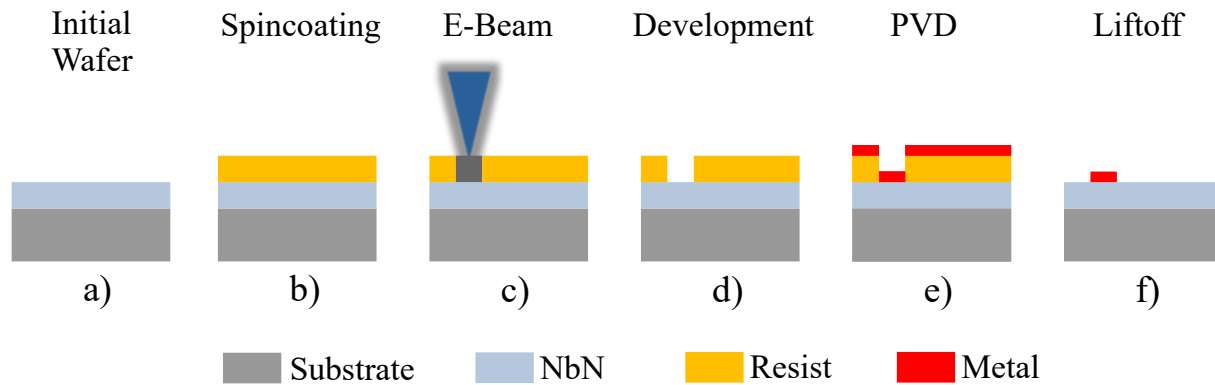 Initial
Wafer
Spincoating
E-Beam
Development
PVD
Liftoff
a)
b)
c)
d)
e)
f)
Substrate
NbN
Resist
Metal